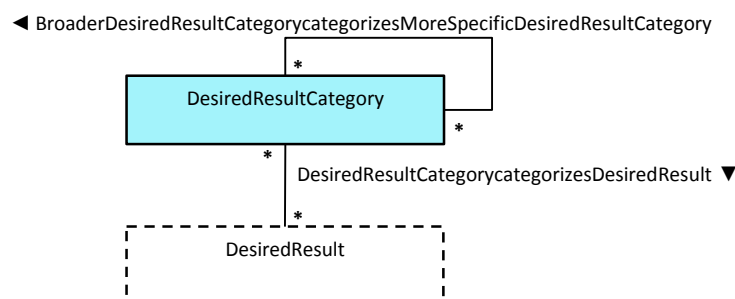 ◄ BroaderDesiredResultCategorycategorizesMoreSpecificDesiredResultCategory
*
DesiredResultCategory
*
*
DesiredResultCategorycategorizesDesiredResult ▼
*
DesiredResult